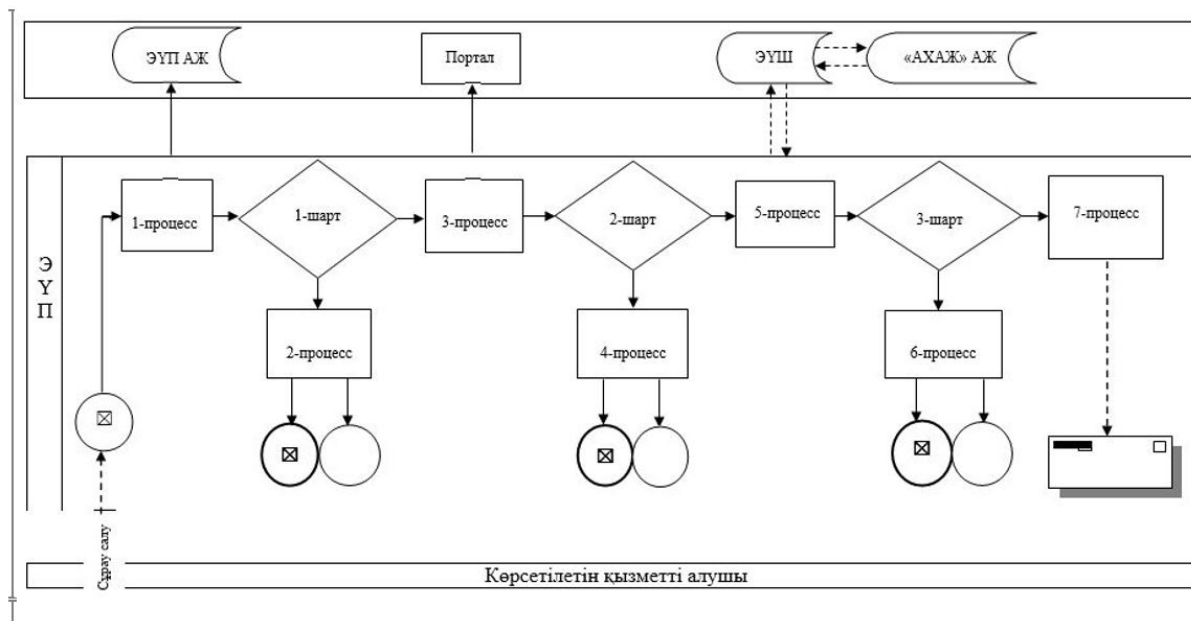 ЭҮП АЖ
Портал
ЭҮШ
«АХАЖ» АЖ
ЭҮП
1-процесс
1-шарт
3-процесс
2-шарт
5-процесс
3-шарт
7-процесс
2-процесс
4-процесс
6-процесс
Сұрау салу
Көрсетілетін қызметті алушы